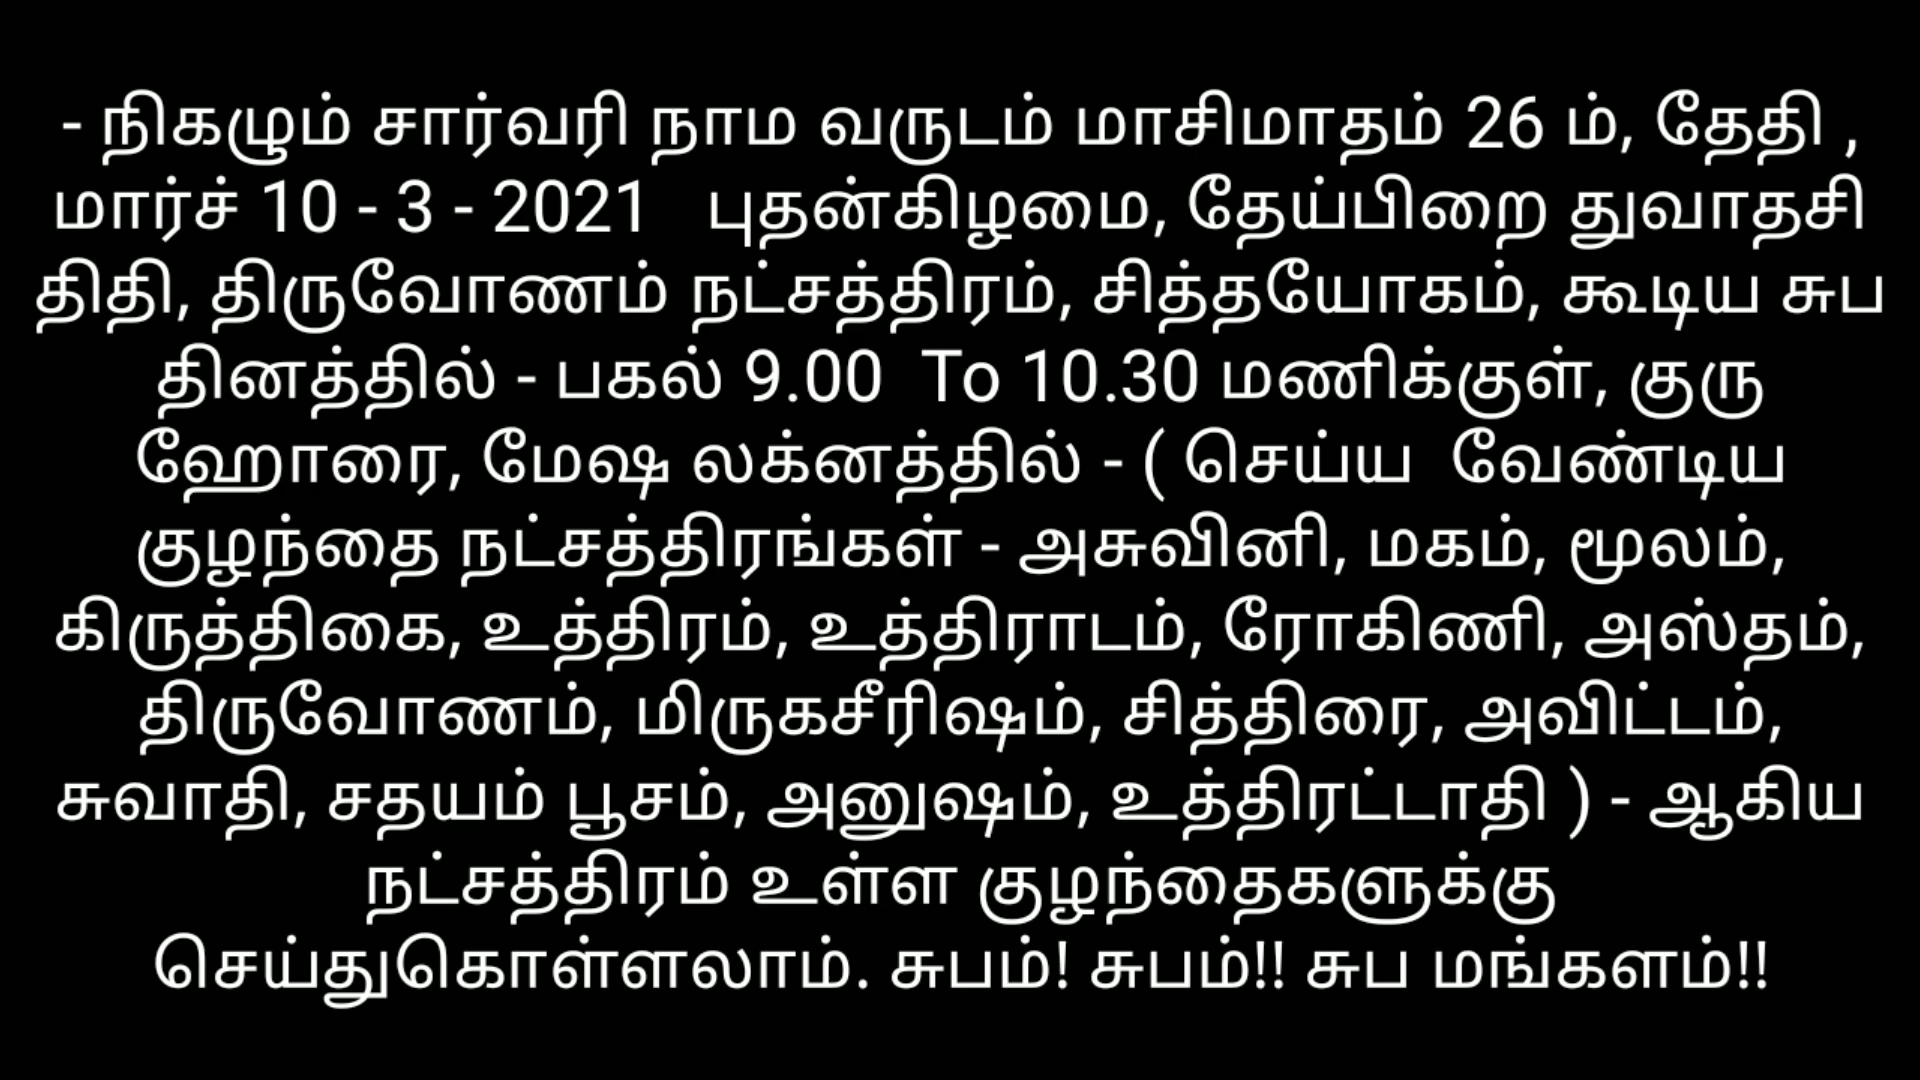 - நிகழும் சார்வரி நாம வருடம் மாசிமாதம் 26 ம், தேதி ,
மார்ச் 10 - 3 - 2021 புதன்கிழமை, தேய்பிறை துவாதசி
திதி, திருவோணம் நட்சத்திரம், சித்தயோகம், கூடிய சுப
தினத்தில் - பகல் 9.00 To 10.30 மணிக்குள், குரு
ஹோரை, மேஷ லக்னத்தில் - ( செய்ய வேண்டிய
குழந்தை நட்சத்திரங்கள் - அசுவினி, மகம், மூலம்,
கிருத்திகை, உத்திரம், உத்திராடம், ரோகிணி, அஸ்தம்,
திருவோணம், மிருகசீரிஷம், சித்திரை, அவிட்டம்,
சுவாதி, சதயம் பூசம், அனுஷம், உத்திரட்டாதி ) - ஆகிய
நட்சத்திரம் உள்ள குழந்தைகளுக்கு
செய்துகொள்ளலாம். சுபம்! சுபம்!! சுப மங்களம்!!